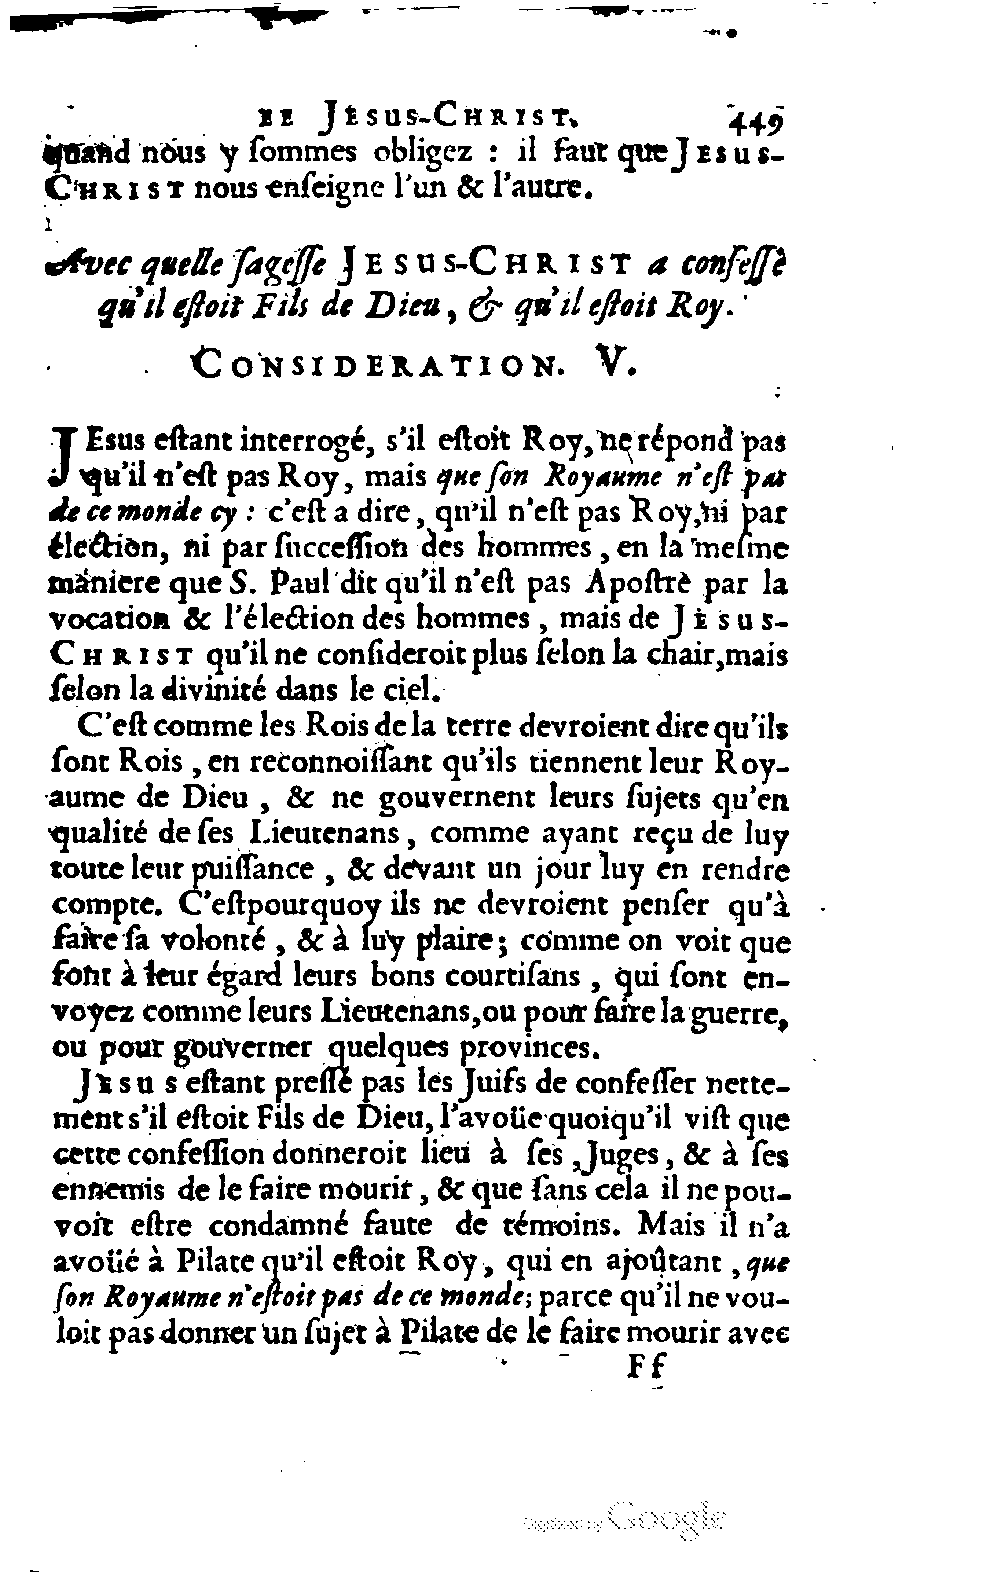 DE JESUS-CHRIST. 449
quand nous y ſommes obligez : il faut que JESUS-
CHRIST nous enſeigne l'un & l'autre.
Avec quelle ſageſſe JESUS-CHRIST a confeſſé
qu'il eſtoit Fils de Dieu, & qu'il eſtoit Roy.
CONSIDERATION. V.
JEsus eſtant interrogé, s'il eſtoit Roy, ne répond pas
qu'il n'eſt pas Roy, mais que ſon Royaume n'eſt pas
de ce monde cy : c'eſt a dire, qu'il n'eſt pas Roy, ni par
élection, ni par ſucceſſion des hommes, en la meſme
maniere que S. Paul dit qu'il n'eſt pas Apoſtre par la
vocation & l'élection des hommes, mais de JESUS-
CHRIST qu'il ne conſideroit plus ſelon la chair, mais
ſelon la divinité dans le ciel.
C'eſt comme les Rois de la terre devroient dire qu'ils
ſont Rois, en reconnoiſſant qu'ils tiennent leur Roy-
aume de Dieu, & ne gouvernent leurs ſujets qu'en
qualité de ſes Lieutenans, comme ayant reçu de luy
toute leur puiſſance, & devant un jour luy en rendre
compte. C'eſtpourquoy ils ne devroient penſer qu'à
faire ſa volonté, & à luy plaire; comme on voit que
font à leur égard leurs bons courtiſans, qui ſont en-
voyez comme leurs Lieutenans, ou pour faire la guerre,
ou pour gouverner quelques provinces.
JESUS eſtant preſſé pas les Juifs de confeſſer nette-
ment s'il eſtoit Fils de Dieu, l'avoüe quoiqu'il viſt que
cette confeſſion donneroit lieu à ſes Juges, & à ſes
ennemis de le faire mourir, & que ſans cela il ne pou-
voit eſtre condamné faute de témoins. Mais il n'a
avoüé à Pilate qu'il eſtoit Roy, qui en ajoûtant, que
ſon Royaume n'eſtoit pas de ce monde; parce qu'il ne vou-
loit pas donner un ſujet à Pilate de le faire mourir avec
Ff
Digitized by Google